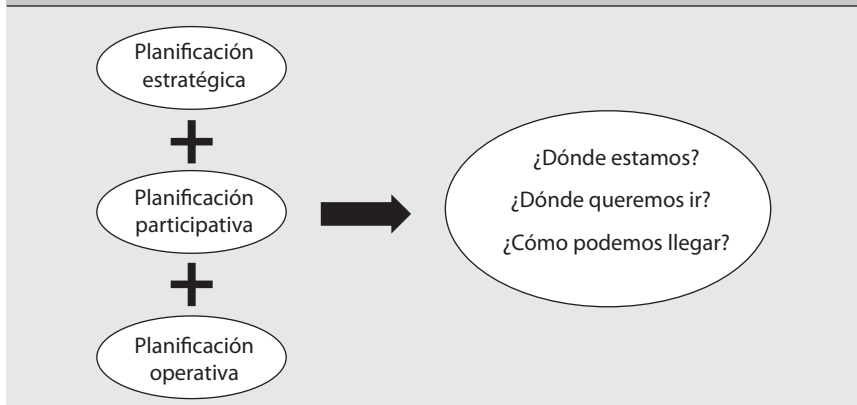 Planificación
estratégica
+
Planificación
participativa
+
Planificación
operativa
¿Dónde estamos?
¿Dónde queremos ir?
¿Cómo podemos llegar?